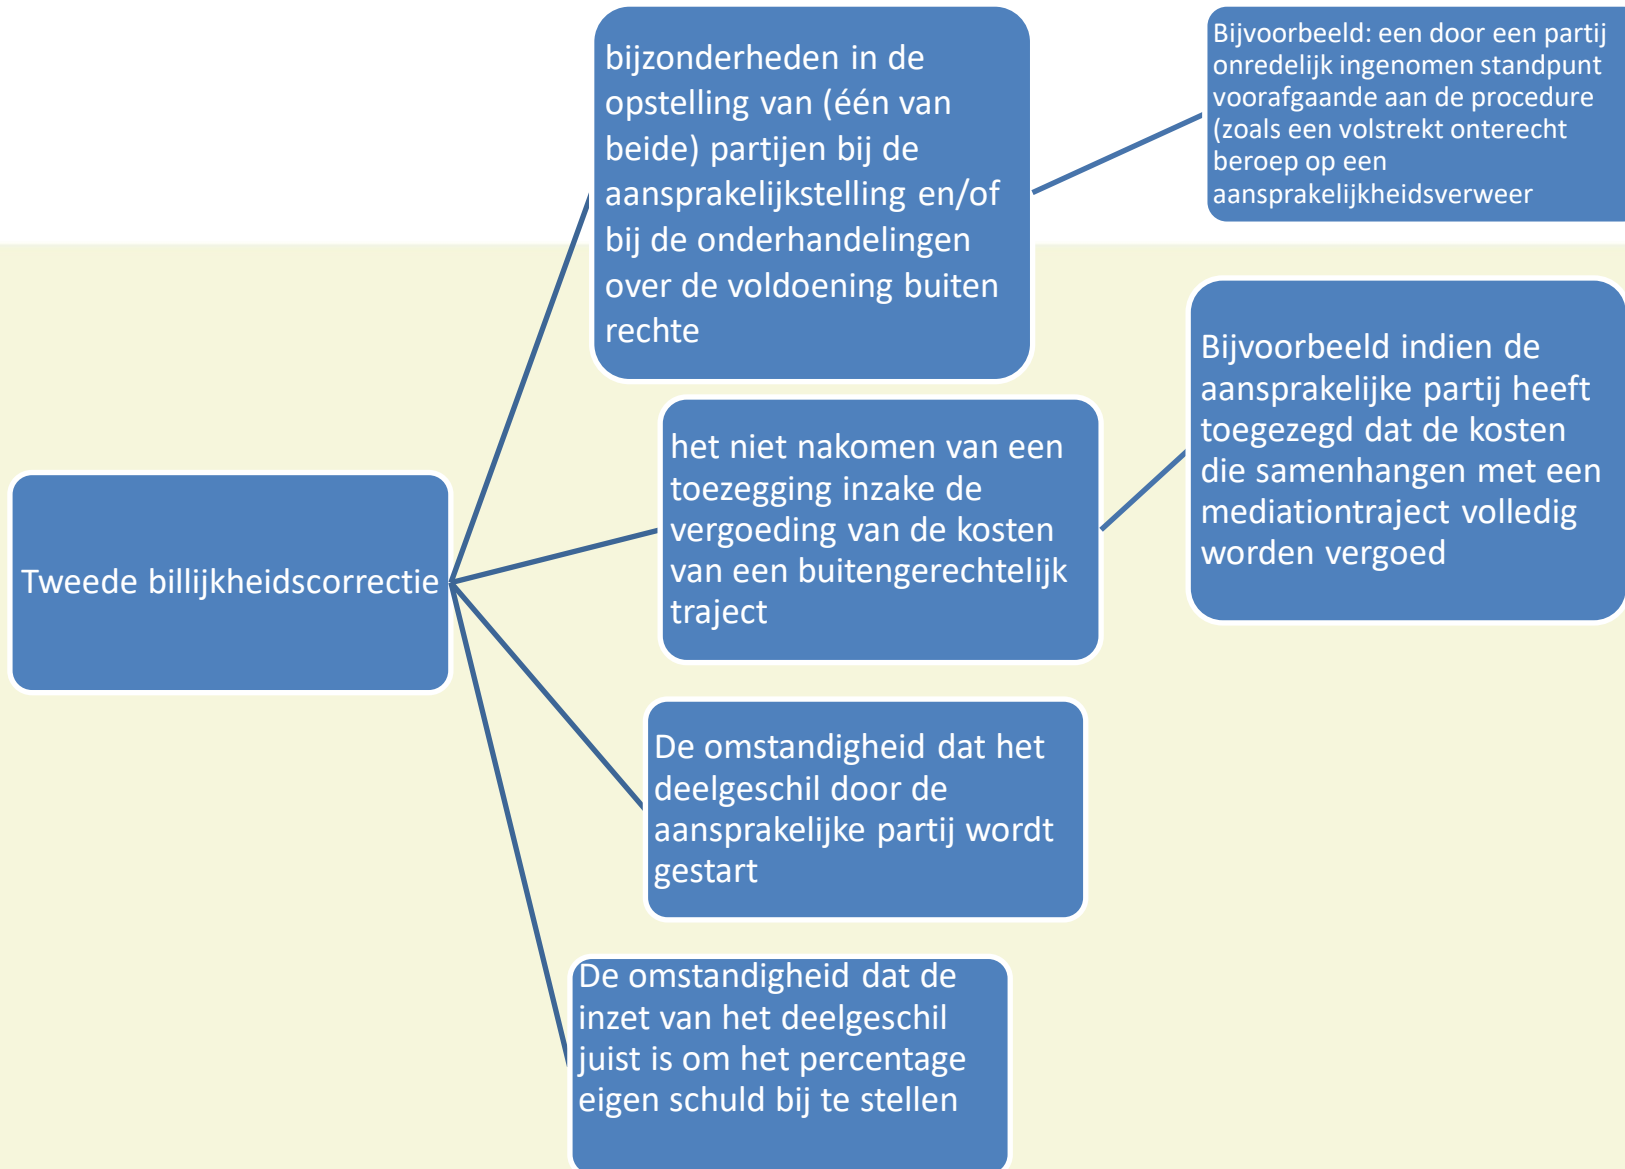 Tweede billijkheidscorrectie
bijzonderheden in de
opstelling van (één van
beide) partijen bij de
aansprakelijkstelling en/of
bij de onderhandelingen
over de voldoening buiten
rechte
Bijvoorbeeld: een door een partij
onredelijk ingenomen standpunt
voorafgaande aan de procedure
(zoals een volstrekt onterecht
beroep op een
aansprakelijkheidsverweer
het niet nakomen van een
toezegging inzake de
vergoeding van de kosten
van een buitengerechtelijk
traject
Bijvoorbeeld indien de
aansprakelijke partij heeft
toegezegd dat de kosten
die samenhangen met een
mediationtraject volledig
worden vergoed
De omstandigheid dat het
deelgeschil door de
aansprakelijke partij wordt
gestart
De omstandigheid dat de
inzet van het deelgeschil
juist is om het percentage
eigen schuld bij te stellen